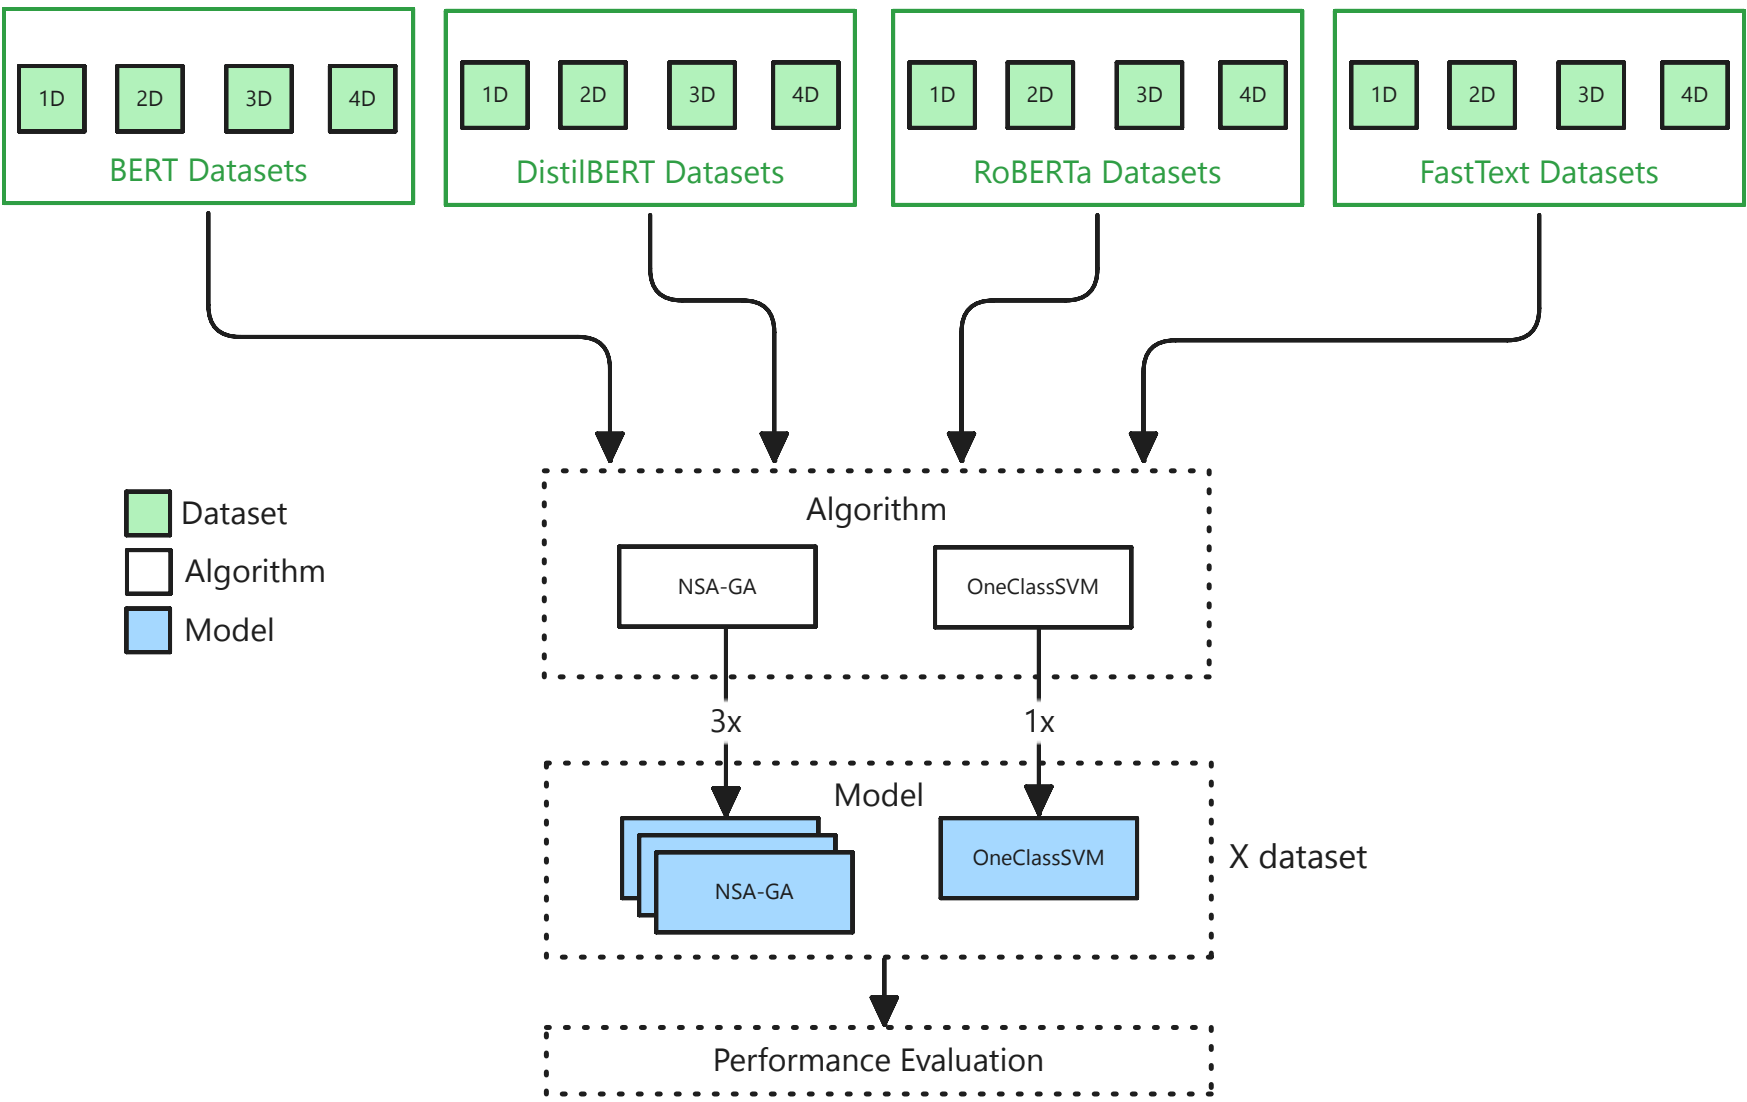 1D 2D 3D 4D
BERT Datasets
1D 2D 3D 4D
DistilBERT Datasets
1D 2D 3D 4D
RoBERTa Datasets
1D 2D 3D 4D
FastText Datasets
Dataset
Algorithm
Model
Algorithm
NSA-GA
OneClassSVM
3x
1x
Model
NSA-GA
OneClassSVM
X dataset
Performance Evaluation